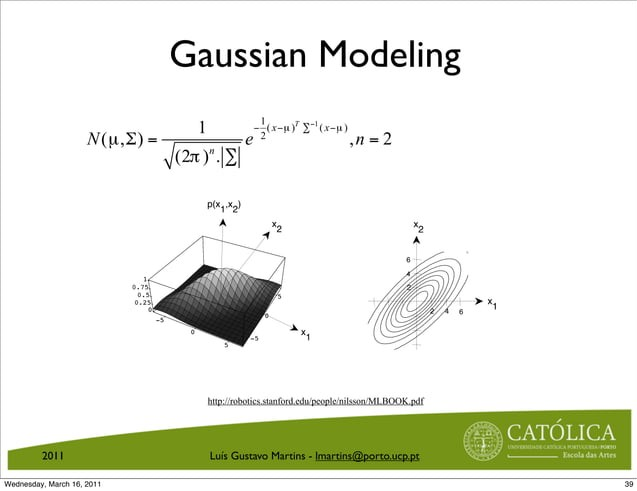 Gaussian Modeling
N(μ,Σ) = 1 / √((2π)ⁿ.|Σ|) e^(-1/2 (x-μ)ᵀ Σ⁻¹ (x-μ)) , n = 2
p(x₁,x₂)
x₂
1
0.75
0.5
0.25
0
-5
0
5
-5
0
5
x₁
x₂
6
4
2
2 4 6
x₁
http://robotics.stanford.edu/people/nilsson/MLBOOK.pdf
CATÓLICA
UNIVERSIDADE CATÓLICA PORTUGUESA | PORTO
Escola das Artes
2011
Luís Gustavo Martins - lmartins@porto.ucp.pt
Wednesday, March 16, 2011
39